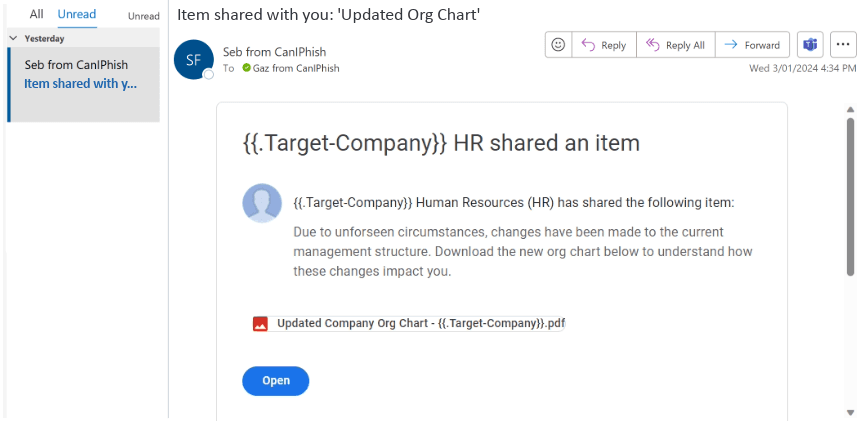 All Unread Unread
Yesterday
Seb from CanIPhish
Item shared with y...
Item shared with you: 'Updated Org Chart'
SF
Seb from CanIPhish
To Gaz from CanIPhish
Reply Reply All Forward
Wed 3/01/2024 4:34 PM
{{.Target-Company}} HR shared an item
{{.Target-Company}} Human Resources (HR) has shared the following item:
Due to unforseen circumstances, changes have been made to the current
management structure. Download the new org chart below to understand how
these changes impact you.
Updated Company Org Chart - {{.Target-Company}}.pdf
Open